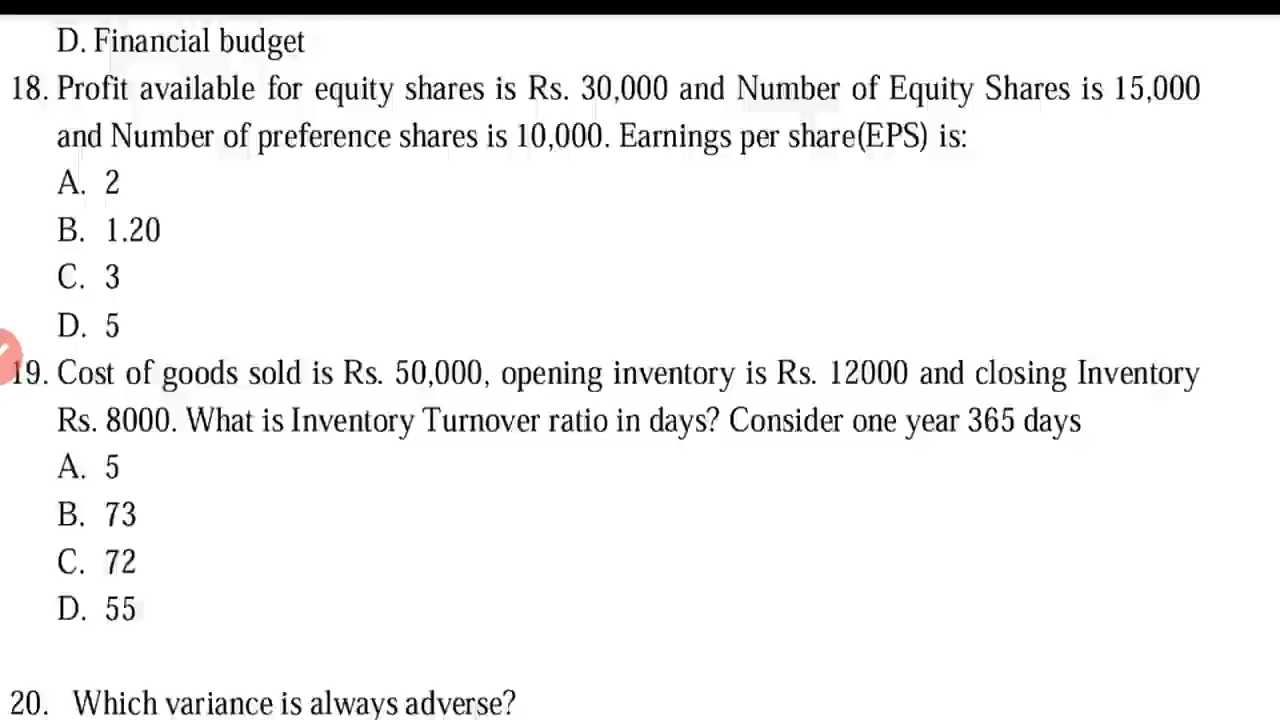 D. Financial budget
18. Profit available for equity shares is Rs. 30,000 and Number of Equity Shares is 15,000
and Number of preference shares is 10,000. Earnings per share(EPS) is:
A. 2
B. 1.20
C. 3
D. 5
19. Cost of goods sold is Rs. 50,000, opening inventory is Rs. 12000 and closing Inventory
Rs. 8000. What is Inventory Turnover ratio in days? Consider one year 365 days
A. 5
B. 73
C. 72
D. 55
20. Which variance is always adverse?